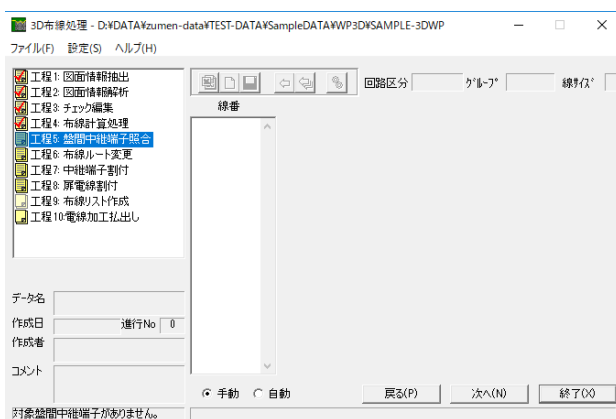 3D布線処理 - D:¥DATA¥zumen-data¥TEST-DATA¥SampleDATA¥WP3D¥SAMPLE-3DWP
ファイル(F) 設定(S) ヘルプ(H)
工程1: 図面情報抽出
工程2: 図面情報解析
工程3: チェック編集
工程4: 布線計算処理
工程5: 盤間中継端子照合
工程6: 布線ルート変更
工程7: 中継端子割付
工程8: 扉電線割付
工程9: 布線リスト作成
工程10:電線加工払出し
回路区分 グループ 線サイズ
線番
データ名
作成日 進行No 0
作成者
コメント
手動 自動 戻る(P) 次へ(N) 終了(X)
対象盤間中継端子がありません。